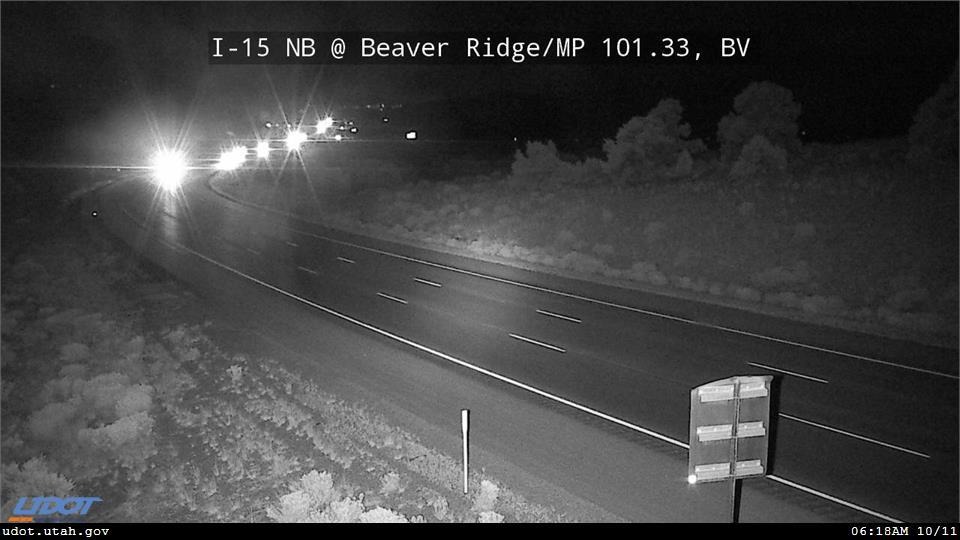 I-15 NB @ Beaver Ridge/MP 101.33, BV
UDOT
udot.utah.gov 06:18AM 10/11